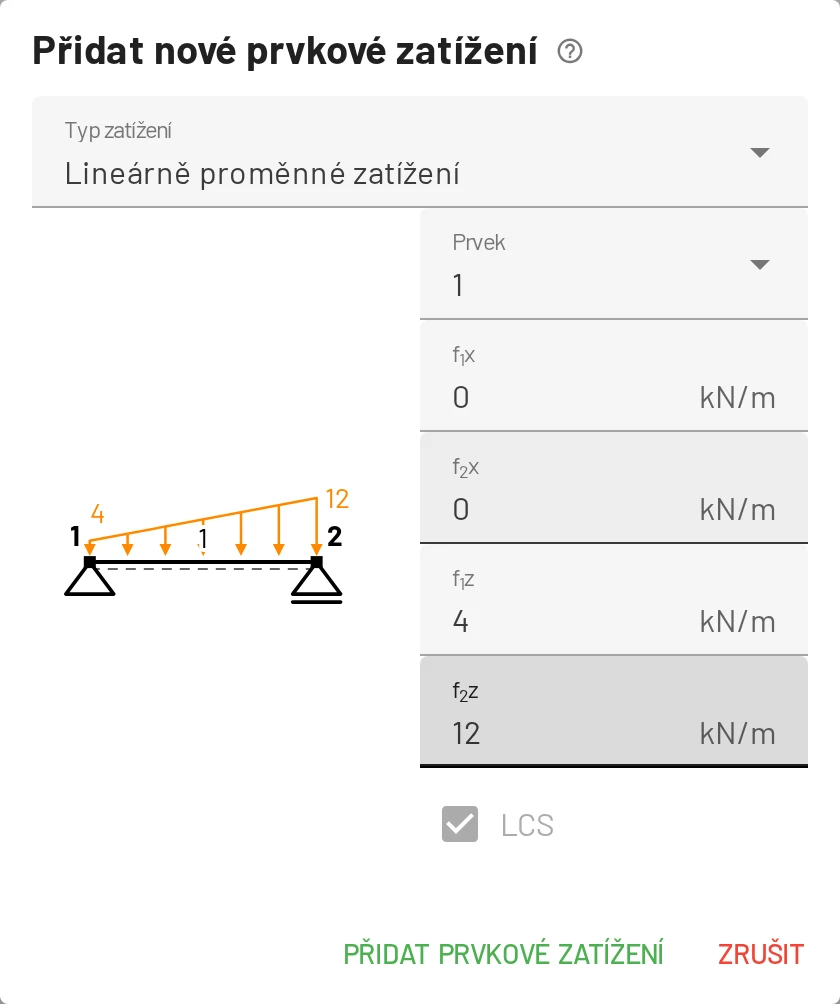 Přidat nové prvkové zatížení
Typ zatížení
Lineárně proměnné zatížení
Prvek
1
f₁x
0 kN/m
f₂x
0 kN/m
4
12
1
1
2
f₁z
4 kN/m
f₂z
12 kN/m
LCS
PŘIDAT PRVKOVÉ ZATÍŽENÍ ZRUŠIT